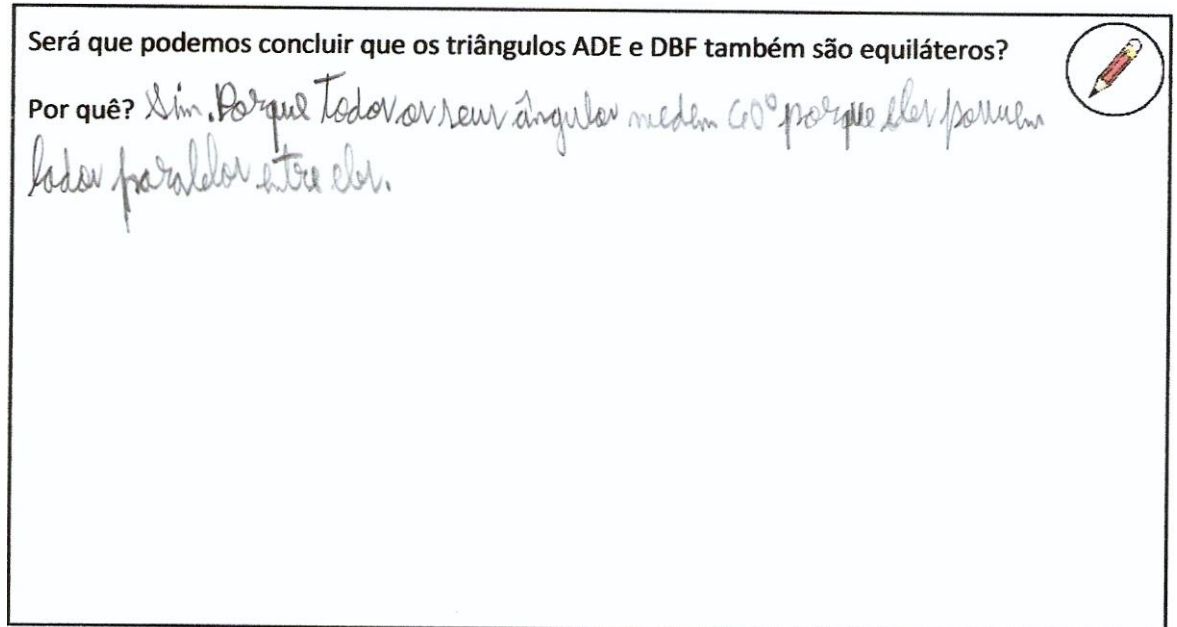 Será que podemos concluir que os triângulos ADE e DBF também são equiláteros?
Por quê? Sim. Porque Todos os seus ângulos medem 60° porque eles possuem
lados paralelos entre eles.